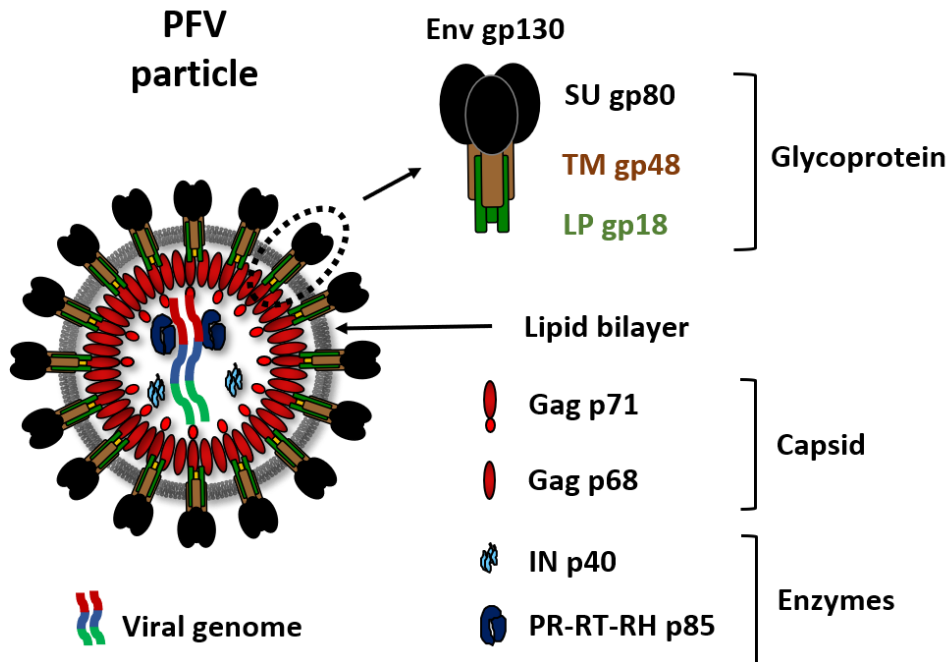 PFV
particle
Env gp130
SU gp80
TM gp48
LP gp18
Glycoprotein
Lipid bilayer
Gag p71
Gag p68
Capsid
IN p40
PR-RT-RH p85
Enzymes
Viral genome